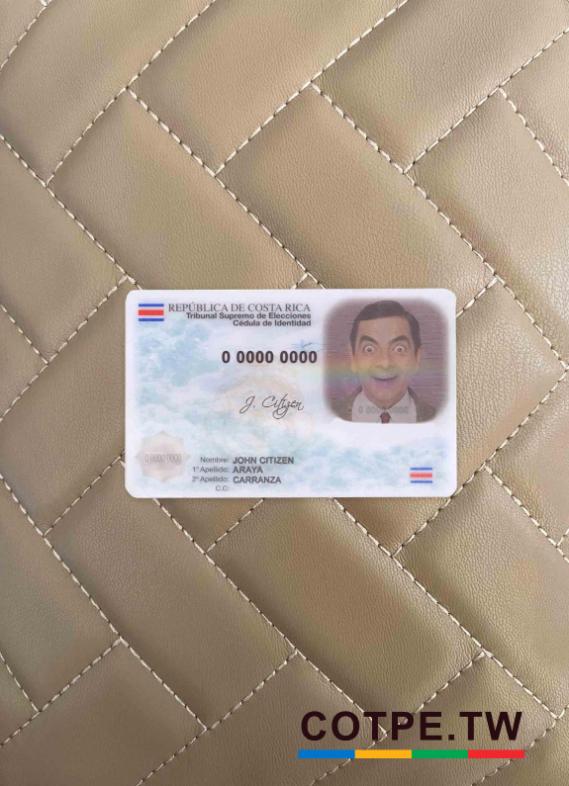 REPÚBLICA DE COSTA RICA
Tribunal Supremo de Elecciones
Cédula de Identidad
0 0000 0000
J. Citizen
0 0000 0000
Nombre: JOHN CITIZEN
1° Apellido: ARAYA
2° Apellido: CARRANZA
C.C:
COTPE.TW